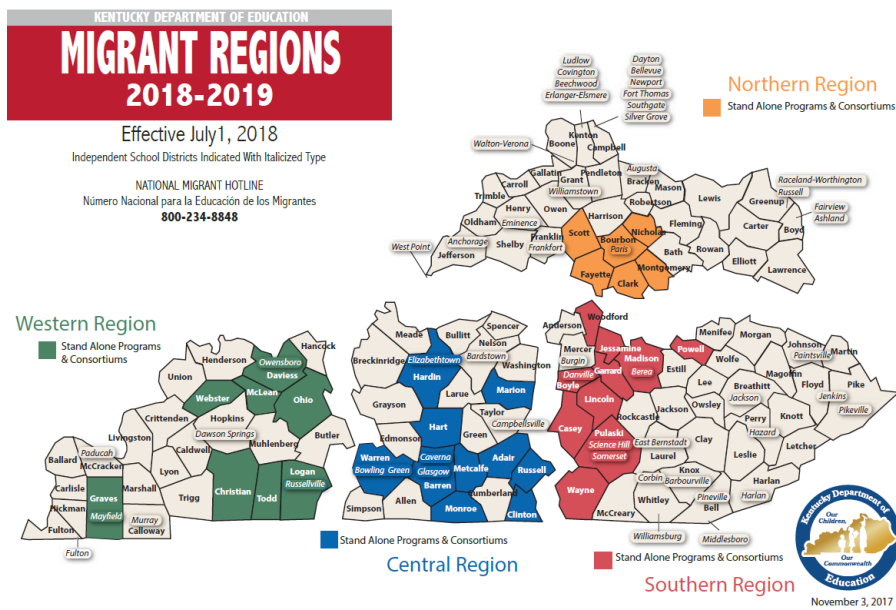 KENTUCKY DEPARTMENT OF EDUCATION
MIGRANT REGIONS
2018-2019
Effective July1, 2018
Independent School Districts Indicated With Italicized Type
NATIONAL MIGRANT HOTLINE
Número Nacional para la Educación de los Migrantes
800-234-8848
Northern Region
Stand Alone Programs & Consortiums
Ludlow
Covington
Beechwood
Erlanger-Elsmere
Dayton
Bellevue
Newport
Fort Thomas
Southgate
Silver Grove
Walton-Verona
Kenton
Boone
Campbell
Gallatin
Grant
Pendleton
Augusta
Bracken
Mason
Carroll
Williamstown
Trimble
Henry
Owen
Robertson
Lewis
Greenup
Raceland-Worthington
Russell
Fairview
Ashland
Harrison
Oldham
Eminence
Fleming
Carter
Boyd
Scott
Nicholas
Bourbon
Paris
Franklin
Frankfort
Shelby
Anchorage
Jefferson
West Point
Bath
Rowan
Elliott
Lawrence
Fayette
Montgomery
Clark
Western Region
Stand Alone Programs
& Consortiums
Hancock
Owensboro
Daviess
Henderson
Union
McLean
Webster
Ohio
Crittenden
Hopkins
Dawson Springs
Muhlenberg
Butler
Livingston
Caldwell
Paducah
Ballard
McCracken
Lyon
Logan
Russellville
Carlisle
Graves
Marshall
Trigg
Christian
Todd
Hickman
Mayfield
Murray
Calloway
Fulton
Fulton
Meade
Bullitt
Spencer
Nelson
Bardstown
Breckinridge
Elizabethtown
Hardin
Washington
Marion
Grayson
Larue
Taylor
Campbellsville
Hart
Green
Edmonson
Warren
Bowling Green
Caverna
Glasgow
Barren
Metcalfe
Adair
Russell
Cumberland
Simpson
Allen
Monroe
Clinton
Stand Alone Programs & Consortiums
Central Region
Woodford
Anderson
Mercer
Burgin
Jessamine
Madison
Berea
Garrard
Danville
Boyle
Powell
Estill
Menifee
Morgan
Wolfe
Johnson
Paintsville
Martin
Magoffin
Lee
Breathitt
Jackson
Floyd
Pike
Jenkins
Pikeville
Lincoln
Casey
Rockcastle
Jackson
Owsley
Perry
Hazard
Knott
Pulaski
Science Hill
Somerset
East Bernstadt
Laurel
Clay
Leslie
Letcher
Knox
Barbourville
Corbin
Wayne
Whitley
McCreary
Pineville
Bell
Harlan
Harlan
Williamsburg
Middlesboro
Stand Alone Programs & Consortiums
Southern Region
Kentucky Department of
Our
Children,
Our
Commonwealth
Education
November 3, 2017